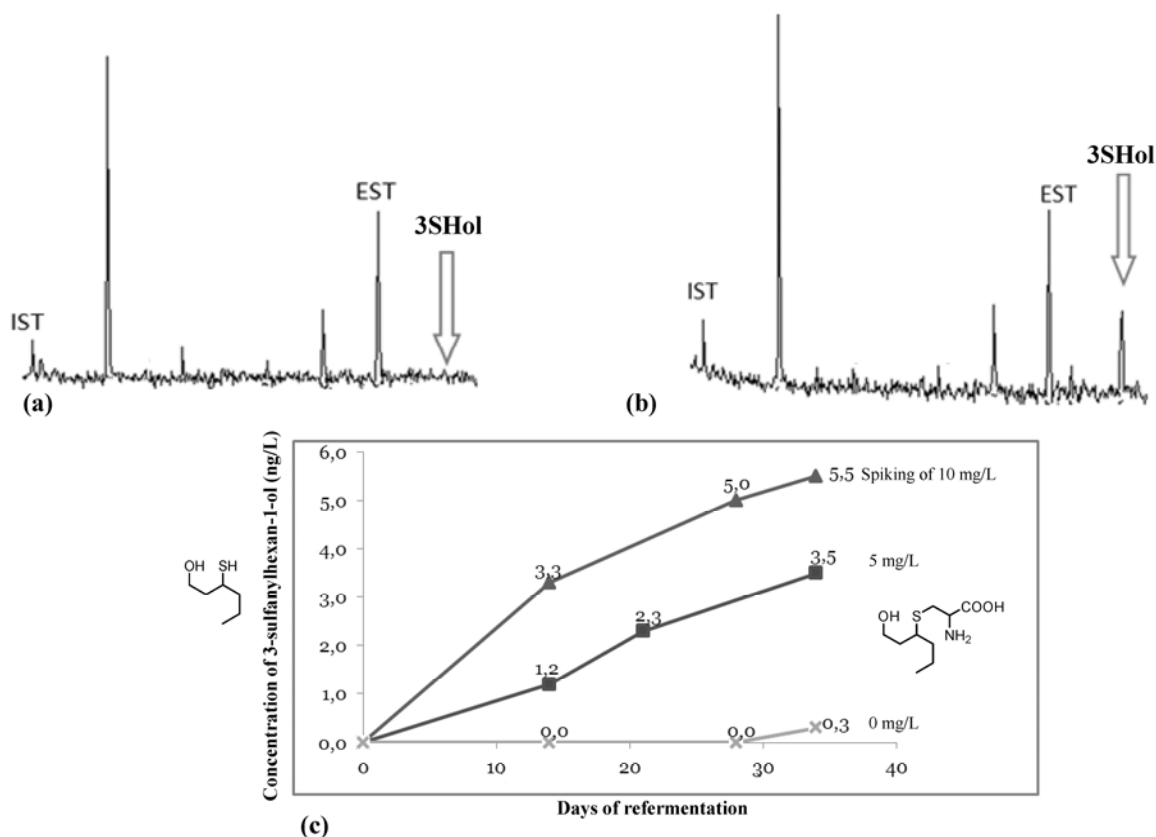 IST
EST
3SHol
(a)
IST
EST
3SHol
(b)
Concentration of 3-sulfanylhexan-1-ol (ng/L)
6,0
5,0
4,0
3,0
2,0
1,0
0,0
0
10
20
30
40
Days of refermentation
3,3
5,0
5,5
Spiking of 10 mg/L
1,2
2,3
3,5
5 mg/L
0,0
0,0
0,3
0 mg/L
OH
SH
OH
S
COOH
NH2
(c)